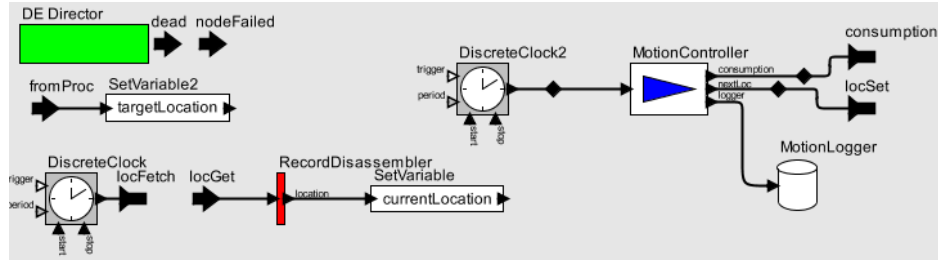 DE Director
dead
nodeFailed
consumption
DiscreteClock2
MotionController
fromProc
SetVariable2
targetLocation
trigger
period
start
stop
consumption
nextLoc
logger
locSet
MotionLogger
DiscreteClock
locFetch
locGet
RecordDisassembler
SetVariable
rigger
period
start
stop
location
currentLocation